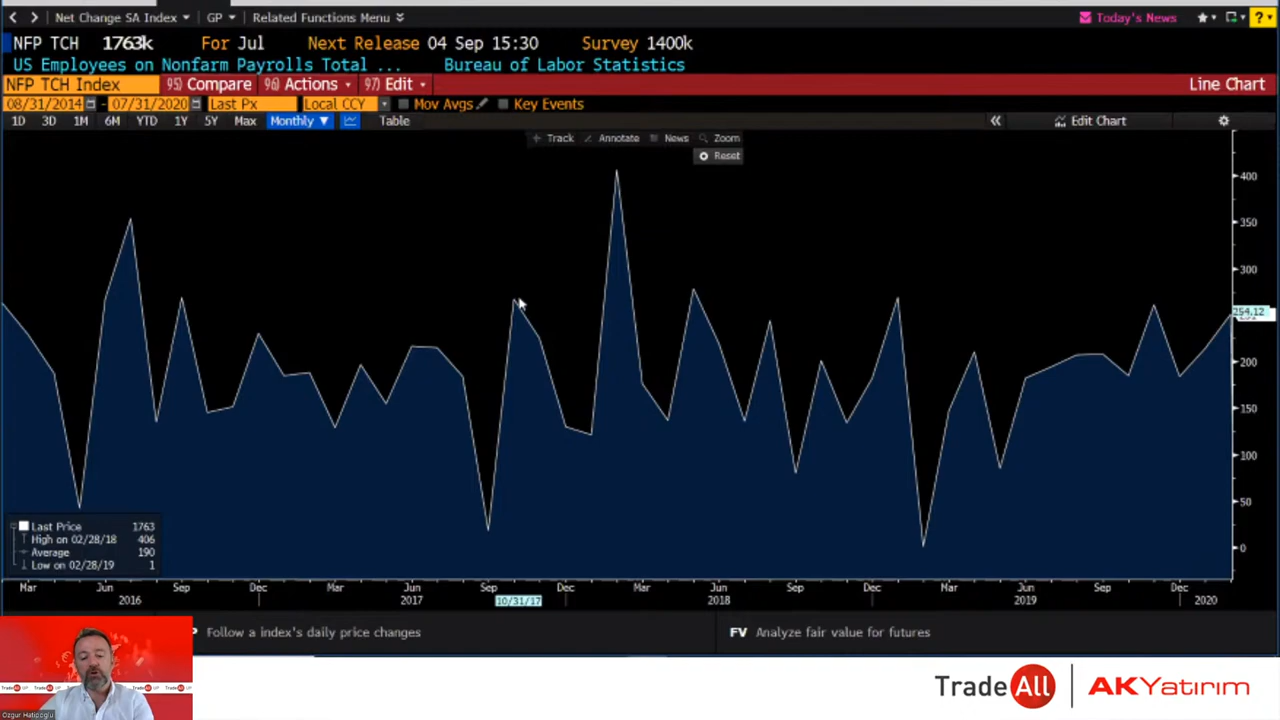 Net Change SA Index GP Related Functions Menu Today's News ?
NFP TCH 1763k For Jul Next Release 04 Sep 15:30 Survey 1400k
US Employees on Nonfarm Payrolls Total ... Bureau of Labor Statistics
NFP TCH Index 95) Compare 96) Actions 97) Edit Line Chart
08/31/2014 - 07/31/2020 Last Px Local CCY Mov Avgs Key Events
1D 3D 1M 6M YTD 1Y 5Y Max Monthly ▼ Table « Edit Chart
Track Annotate News Zoom
Reset
400
350
300
254.12
200
150
100
50
0
Last Price 1763
High on 02/28/18 406
Average 190
Low on 02/28/19 1
Mar Jun Sep Dec Mar Jun Sep Dec Mar Jun Sep Dec Mar Jun Sep Dec
2016 2017 10/31/17 2018 2019 2020
Follow a index's daily price changes FV Analyze fair value for futures
TradeAll AKYatırım
Ozgur Hatipoglu